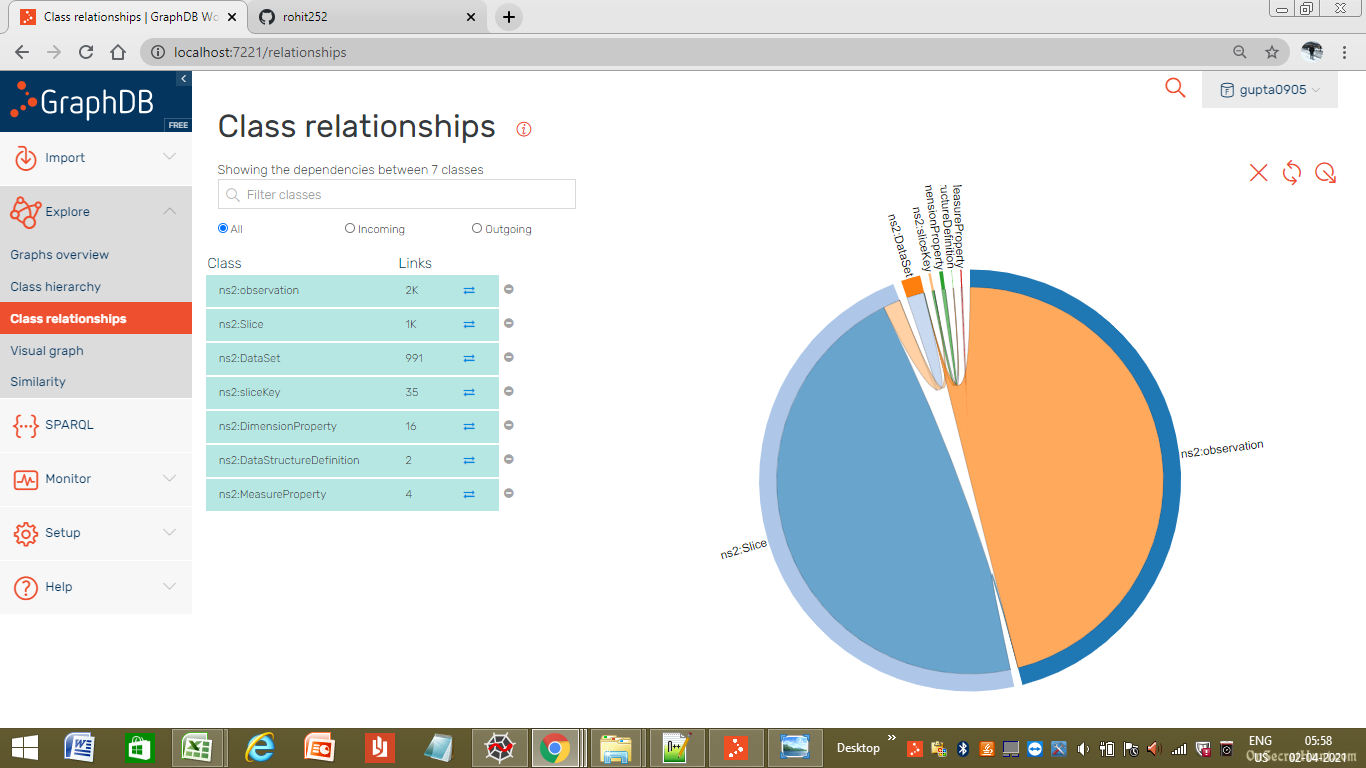 Class relationships | GraphDB Wo
rohit252
localhost:7221/relationships
GraphDB
FREE
gupta0905
Import
Explore
Graphs overview
Class hierarchy
Class relationships
Visual graph
Similarity
SPARQL
Monitor
Setup
Help
Class relationships
Showing the dependencies between 7 classes
Filter classes
All Incoming Outgoing
Class Links
ns2:observation 2K
ns2:Slice 1K
ns2:DataSet 991
ns2:sliceKey 35
ns2:DimensionProperty 16
ns2:DataStructureDefinition 2
ns2:MeasureProperty 4
ns2:DataSet
ns2:sliceKey
mensionProperty
uctureDefinition
easureProperty
ns2:observation
ns2:Slice
Desktop
ENG
US
05:58
02-04-2021